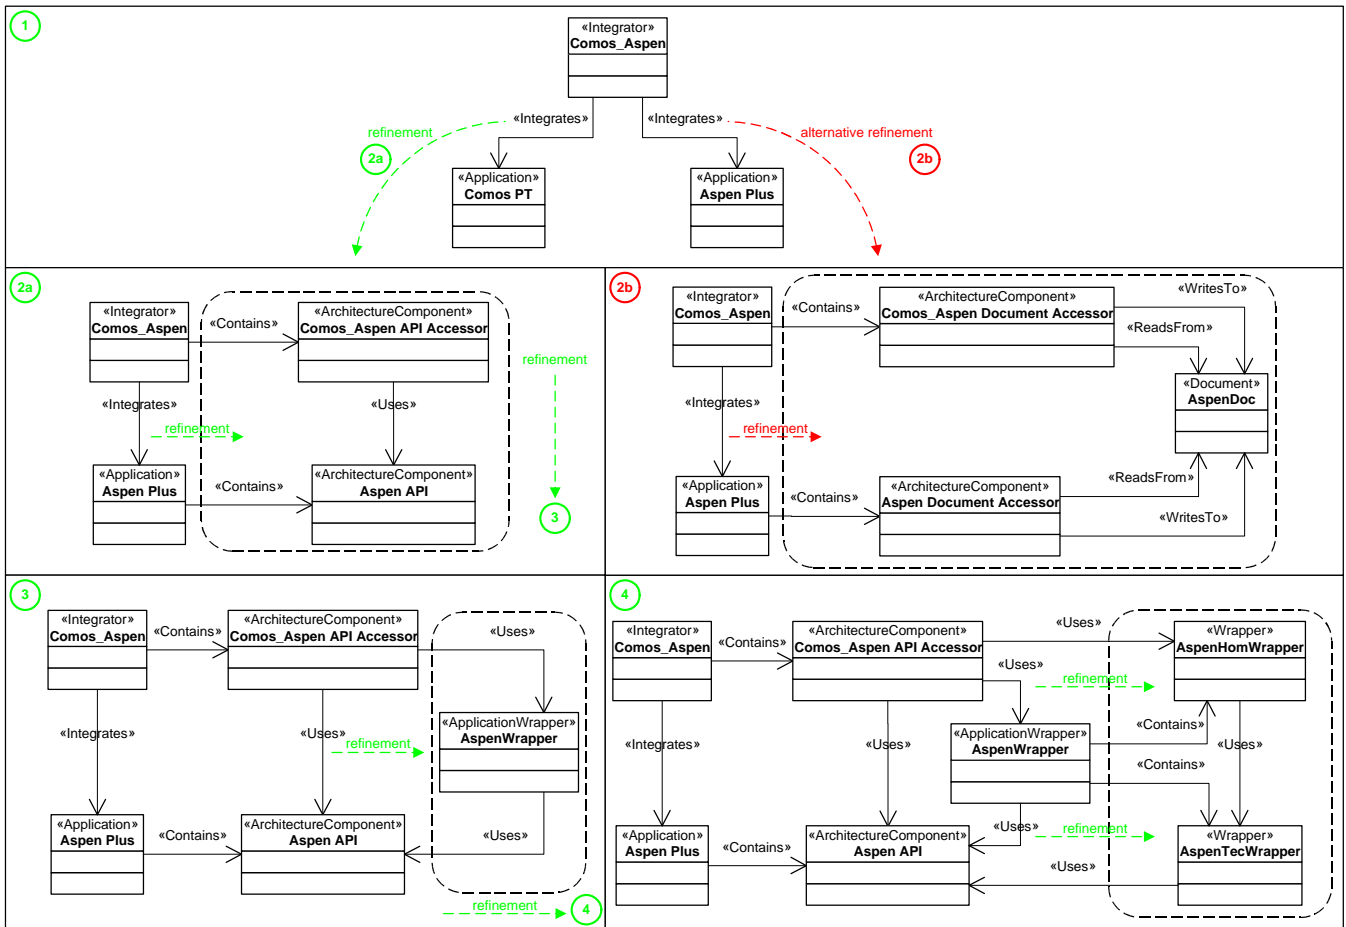 1
«Integrator»
Comos_Aspen
«Integrates»
«Integrates»
refinement
2a
alternative refinement
2b
«Application»
Comos PT
«Application»
Aspen Plus
2a
«Integrator»
Comos_Aspen
«Contains»
«ArchitectureComponent»
Comos_Aspen API Accessor
refinement
«Integrates»
«Uses»
refinement
«Application»
Aspen Plus
«Contains»
«ArchitectureComponent»
Aspen API
3
2b
«Integrator»
Comos_Aspen
«Contains»
«ArchitectureComponent»
Comos_Aspen Document Accessor
«WritesTo»
«ReadsFrom»
«Document»
AspenDoc
«Integrates»
refinement
«Application»
Aspen Plus
«Contains»
«ArchitectureComponent»
Aspen Document Accessor
«ReadsFrom»
«WritesTo»
3
«Integrator»
Comos_Aspen
«Contains»
«ArchitectureComponent»
Comos_Aspen API Accessor
«Uses»
«Integrates»
«Uses»
refinement
«ApplicationWrapper»
AspenWrapper
«Application»
Aspen Plus
«Contains»
«ArchitectureComponent»
Aspen API
«Uses»
refinement
4
4
«Integrator»
Comos_Aspen
«Contains»
«ArchitectureComponent»
Comos_Aspen API Accessor
«Uses»
«Uses»
refinement
«Wrapper»
AspenHomWrapper
«Integrates»
«Uses»
«ApplicationWrapper»
AspenWrapper
«Contains»
«Uses»
«Contains»
«Application»
Aspen Plus
«Contains»
«ArchitectureComponent»
Aspen API
«Uses»
refinement
«Wrapper»
AspenTecWrapper
«Uses»